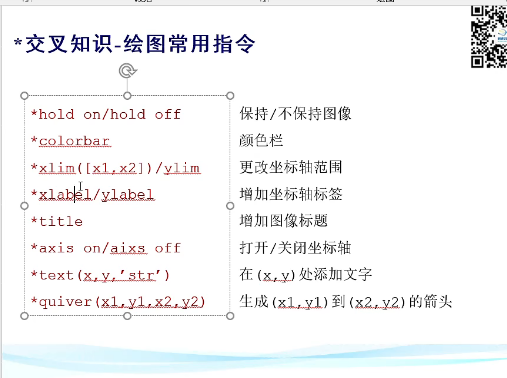 *交叉知识-绘图常用指令
*hold on/hold off 保持/不保持图像
*colorbar 颜色栏
*xlim([x1,x2])/ylim 更改坐标轴范围
*xlabel/ylabel 增加坐标轴标签
*title 增加图像标题
*axis on/aixs off 打开/关闭坐标轴
*text(x,y,’str’) 在(x,y)处添加文字
*quiver(x1,y1,x2,y2) 生成(x1,y1)到(x2,y2)的箭头